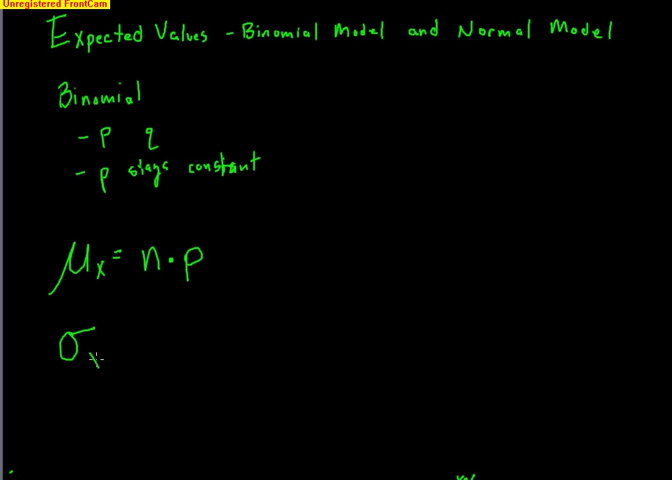 Unregistered FrontCam
Expected Values - Binomial Model and Normal Model
Binomial
- p q
- p stays constant
μx = n · p
σx